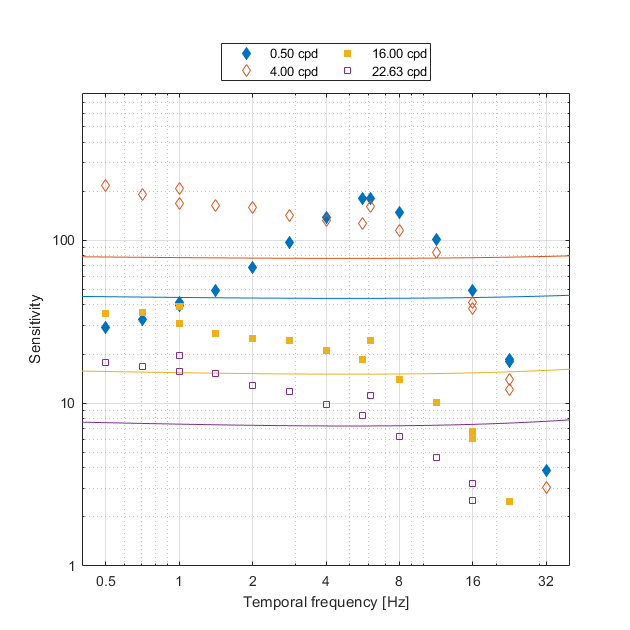 0.50 cpd 16.00 cpd
4.00 cpd 22.63 cpd
100
10
1
Sensitivity
0.5 1 2 4 8 16 32
Temporal frequency [Hz]